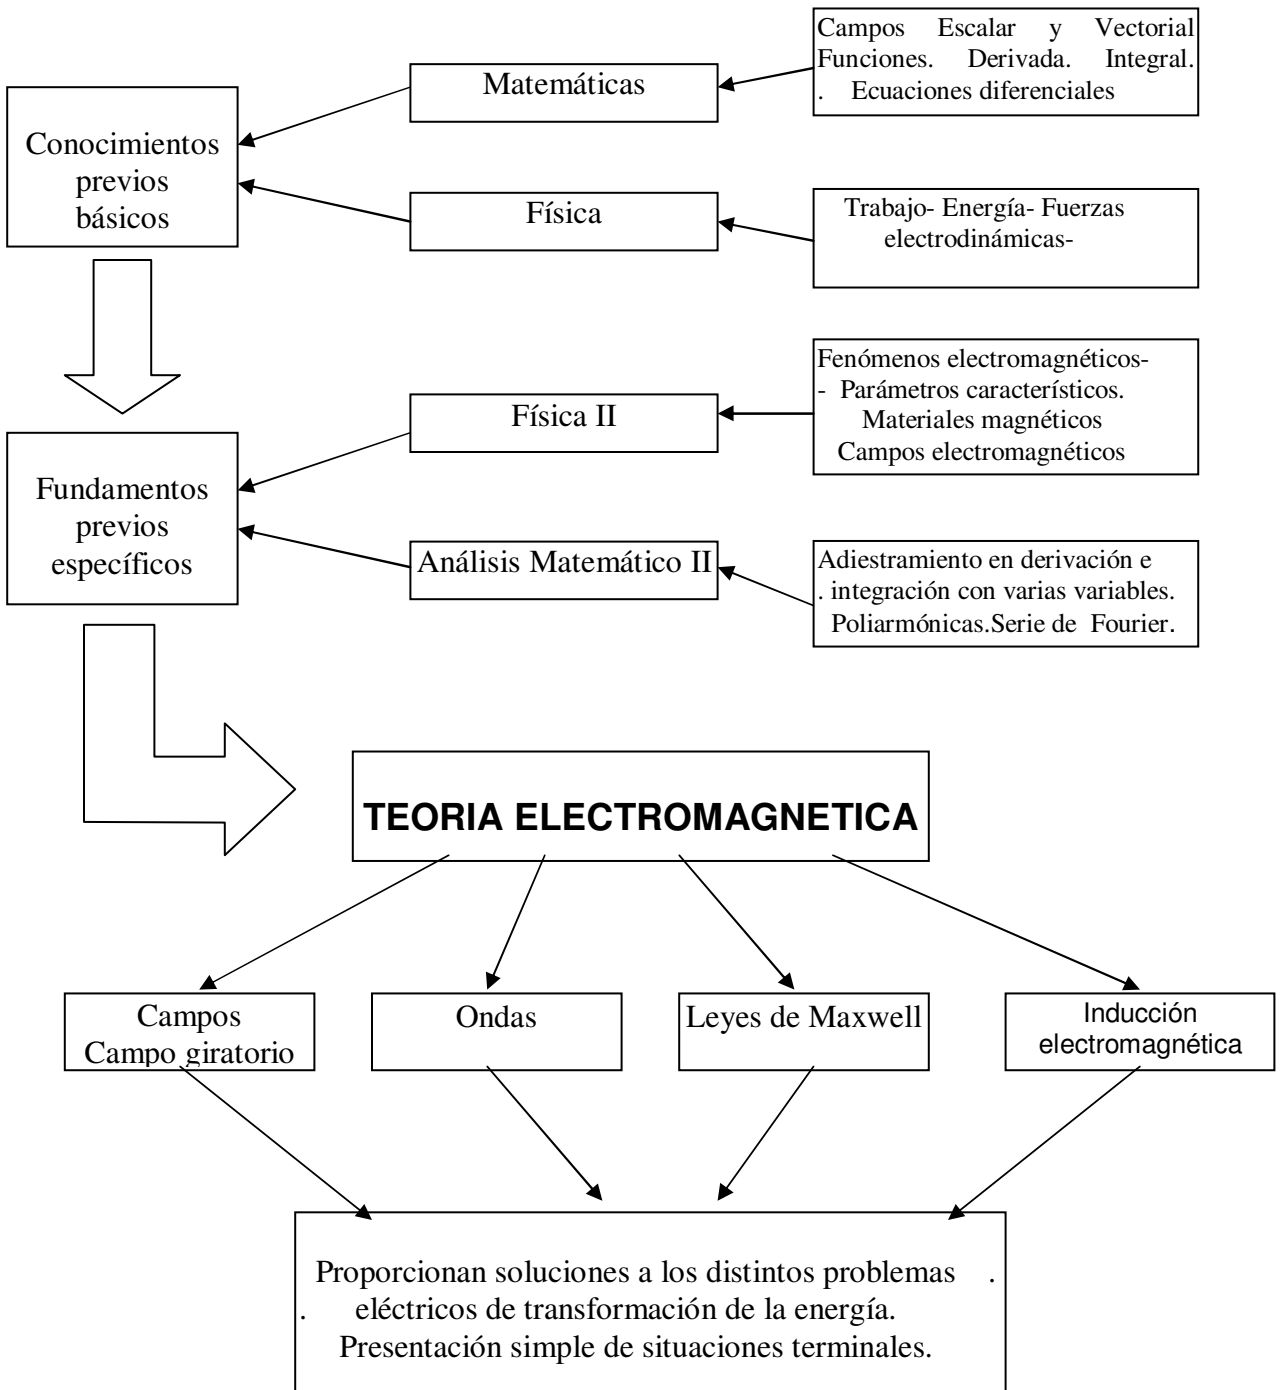 Campos Escalar y Vectorial
Funciones. Derivada. Integral.
. Ecuaciones diferenciales
Matemáticas
Conocimientos
previos
básicos
Física
Trabajo- Energía- Fuerzas
electrodinámicas-
Fenómenos electromagnéticos-
- Parámetros característicos.
Materiales magnéticos
Campos electromagnéticos
Física II
Fundamentos
previos
específicos
Análisis Matemático II
Adiestramiento en derivación e
. integración con varias variables.
Poliarmónicas.Serie de Fourier.
TEORIA ELECTROMAGNETICA
Campos
Campo giratorio
Ondas
Leyes de Maxwell
Inducción
electromagnética
Proporcionan soluciones a los distintos problemas .
. eléctricos de transformación de la energía.
Presentación simple de situaciones terminales.